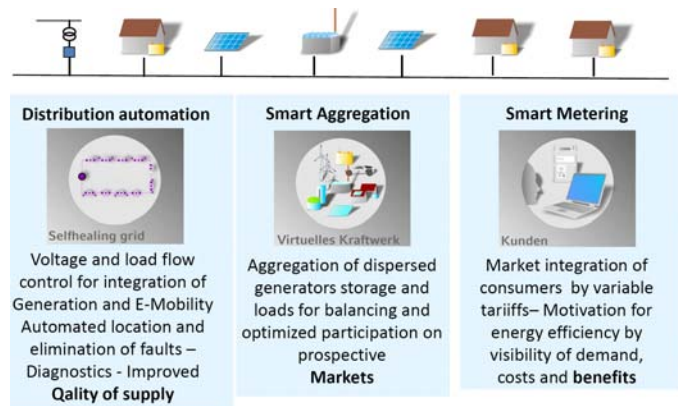 Distribution automation
Selfhealing grid
Voltage and load flow
control for integration of
Generation and E-Mobility
Automated location and
elimination of faults –
Diagnostics - Improved
Qality of supply
Smart Aggregation
Virtuelles Kraftwerk
Aggregation of dispersed
generators storage and
loads for balancing and
optimized participation on
prospective
Markets
Smart Metering
Kunden
Market integration of
consumers by variable
tariiffs– Motivation for
energy efficiency by
visibility of demand,
costs and benefits